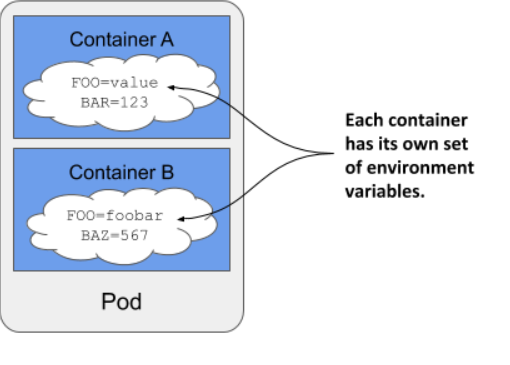 Container A
FOO=value
BAR=123
Container B
FOO=foobar
BAZ=567
Pod
Each container
has its own set
of environment
variables.